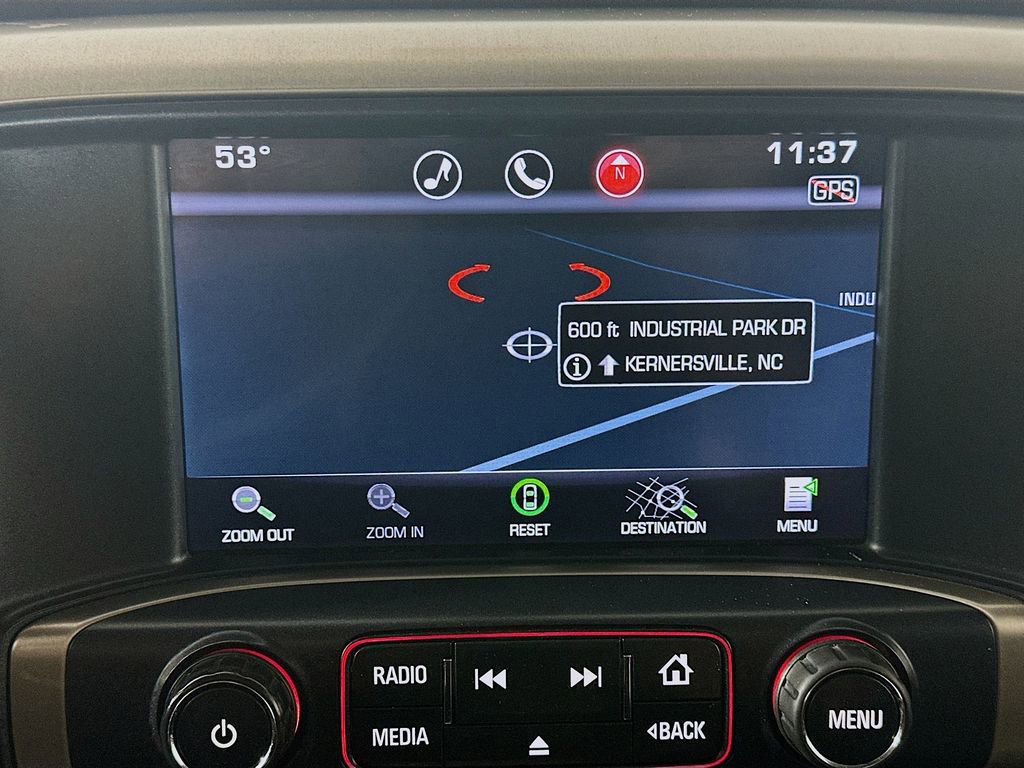 53°
11:37
N
GPS
INDU
600 ft INDUSTRIAL PARK DR
KERNERSVILLE, NC
ZOOM OUT
ZOOM IN
RESET
DESTINATION
MENU
RADIO
MEDIA
BACK
MENU